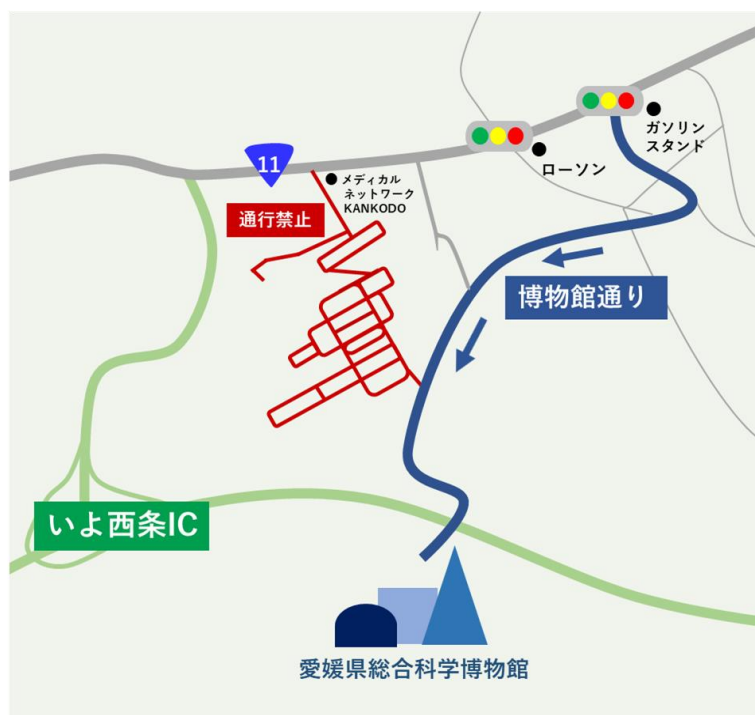 ガソリン
スタンド
ローソン
11
メディカル
ネットワーク
KANKODO
通行禁止
博物館通り
いよ西条IC
愛媛県総合科学博物館